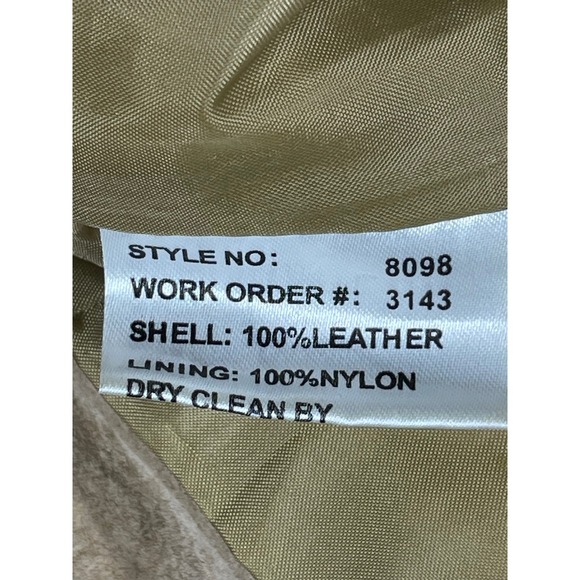 STYLE NO: 8098
WORK ORDER #: 3143
SHELL: 100%LEATHER
LINING: 100%NYLON
DRY CLEAN BY